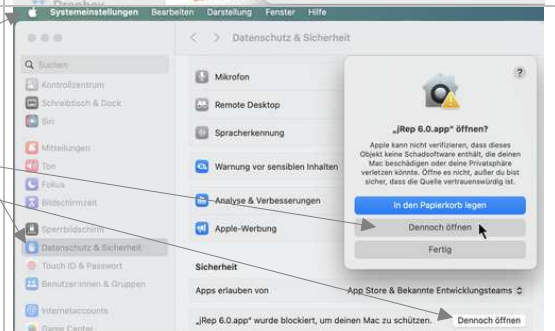 Dropbox
Systemeinstellungen Bearbeiten Darstellung Fenster Hilfe
Datenschutz & Sicherheit
Suchen
Kontrollzentrum
Schreibtisch & Dock
Siri
Mitteilungen
Ton
Fokus
Bildschirmzeit
Sperrbildschirm
Datenschutz & Sicherheit
Touch ID & Passwort
Benutzer:innen & Gruppen
Internetaccounts
Game Center
Mikrofon
Remote Desktop
Spracherkennung
Warnung vor sensiblen Inhalten
Analyse & Verbesserungen
Apple-Werbung
Sicherheit
Apps erlauben von App Store & Bekannte Entwicklungsteams
„jRep 6.0.app“ wurde blockiert, um deinen Mac zu schützen. Dennoch öffnen
?
„jRep 6.0.app“ öffnen?
Apple kann nicht verifizieren, dass dieses
Objekt keine Schadsoftware enthält, die deinen
Mac beschädigen oder deine Privatsphäre
verletzen könnte. Öffne es nicht, außer du bist
sicher, dass die Quelle vertrauenswürdig ist.
In den Papierkorb legen
Dennoch öffnen
Fertig